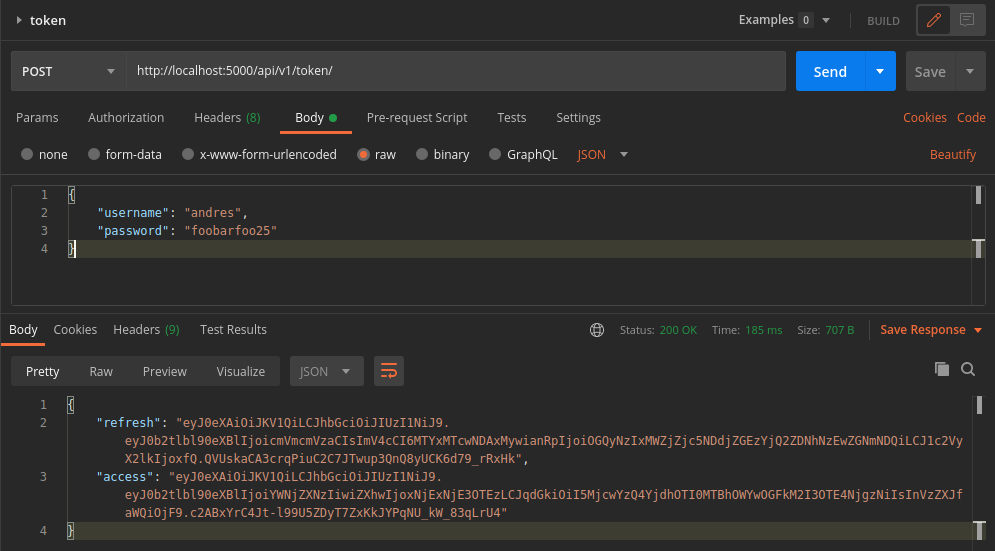 token Examples 0 BUILD
POST http://localhost:5000/api/v1/token/ Send Save
Params Authorization Headers (8) Body Pre-request Script Tests Settings Cookies Code
none form-data x-www-form-urlencoded raw binary GraphQL JSON Beautify
1 {
2 "username": "andres",
3 "password": "foobarfoo25"
4 }
Body Cookies Headers (9) Test Results Status: 200 OK Time: 185 ms Size: 707 B Save Response
Pretty Raw Preview Visualize JSON
1 {
2 "refresh": "eyJ0eXAiOiJKV1QiLCJhbGciOiJIUzI1NiJ9.
eyJ0b2tlbl90eXBlIjoicmVmcmVzaCIsImV4cCI6MTYxMTcwNDAxMywianRpIjoiOGQyNzIxMWZjZjc5NDdjZGEzYjQ2ZDNhNzEwZGNmNDQiLCJ1c2Vy
X2lkIjoxfQ.QVUskaCA3crqPiuC2C7JTwup3QnQ8yUCK6d79_rRxHk",
3 "access": "eyJ0eXAiOiJKV1QiLCJhbGciOiJIUzI1NiJ9.
eyJ0b2tlbl90eXBlIjoiYWNjZXNzIiwiZXhwIjoxNjExNjE3OTEzLCJqdGkiOiI5MjcwYzQ4YjdhOTI0MTBhOWYwOGFkM2I3OTE4NjgzNiIsInVzZXJf
aWQiOjF9.c2ABxYrC4Jt-l99U5ZDyT7ZxKkJYPqNU_kW_83qLrU4"
4 }